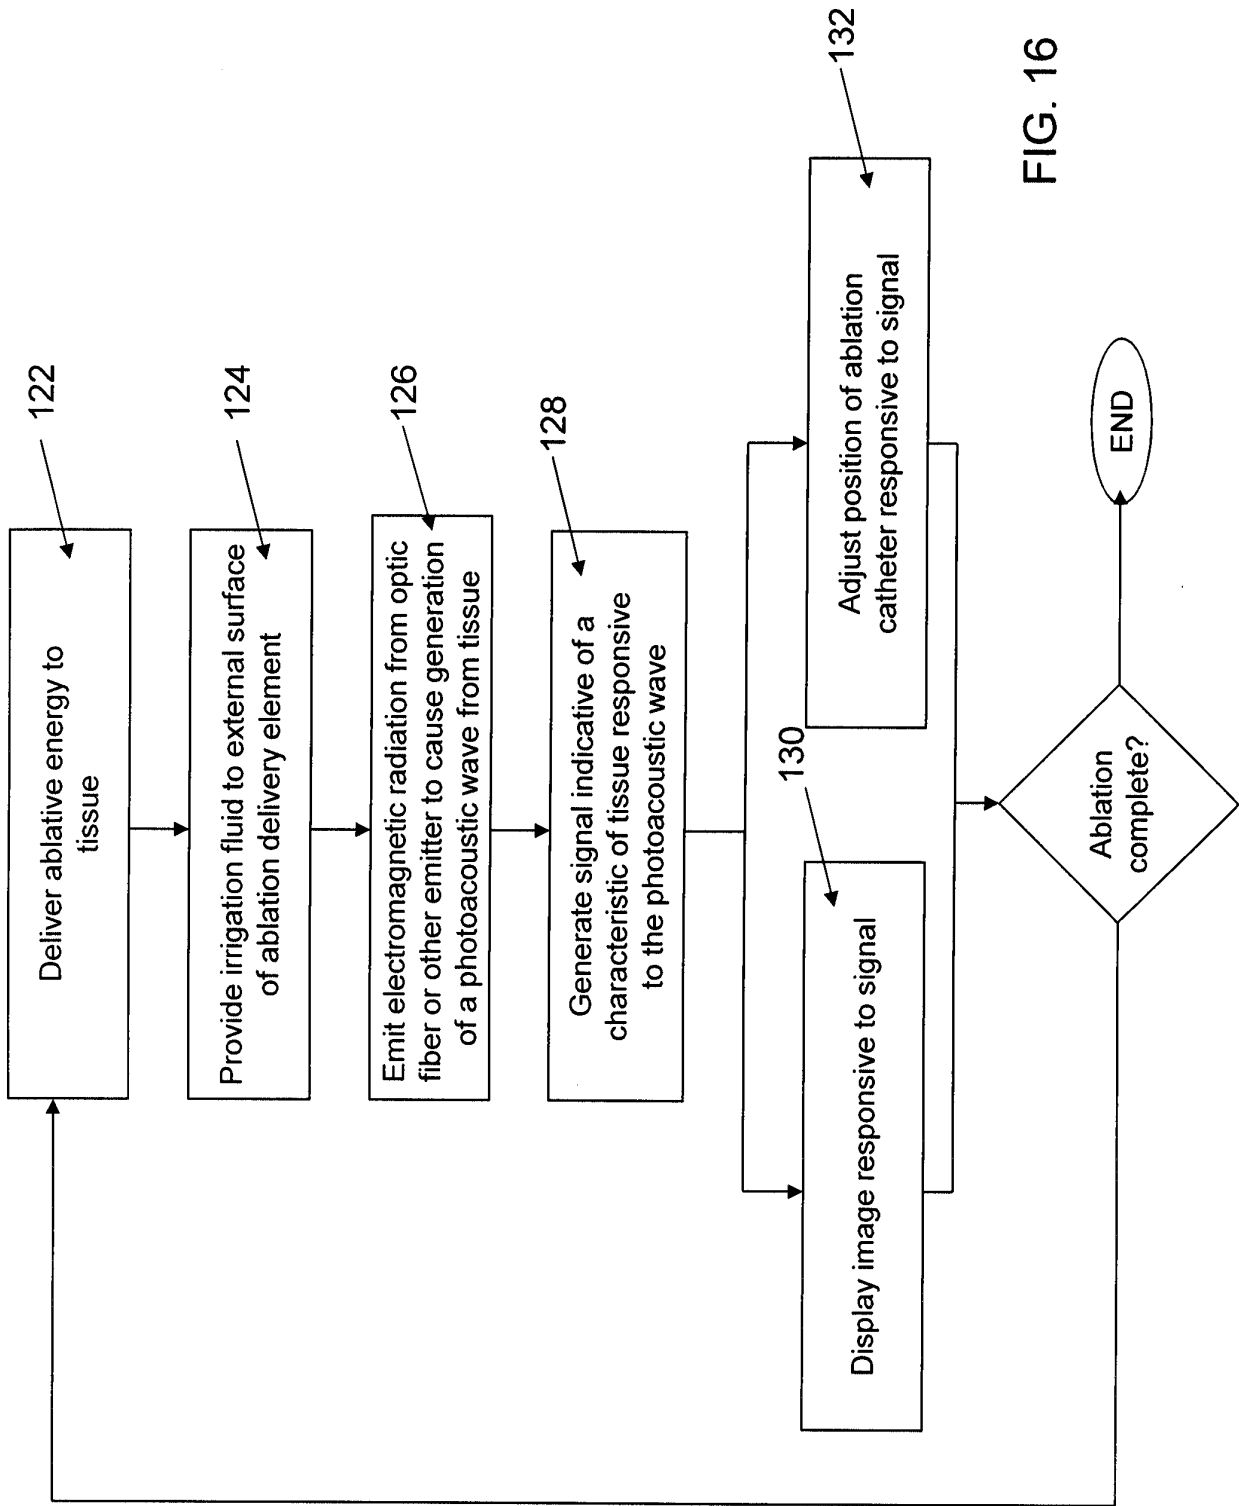 122
Deliver ablative energy to
tissue
124
Provide irrigation fluid to external surface
of ablation delivery element
126
Emit electromagnetic radiation from optic
fiber or other emitter to cause generation
of a photoacoustic wave from tissue
128
Generate signal indicative of a
characteristic of tissue responsive
to the photoacoustic wave
130
Display image responsive to signal
132
Adjust position of ablation
catheter responsive to signal
Ablation
complete?
END
FIG. 16